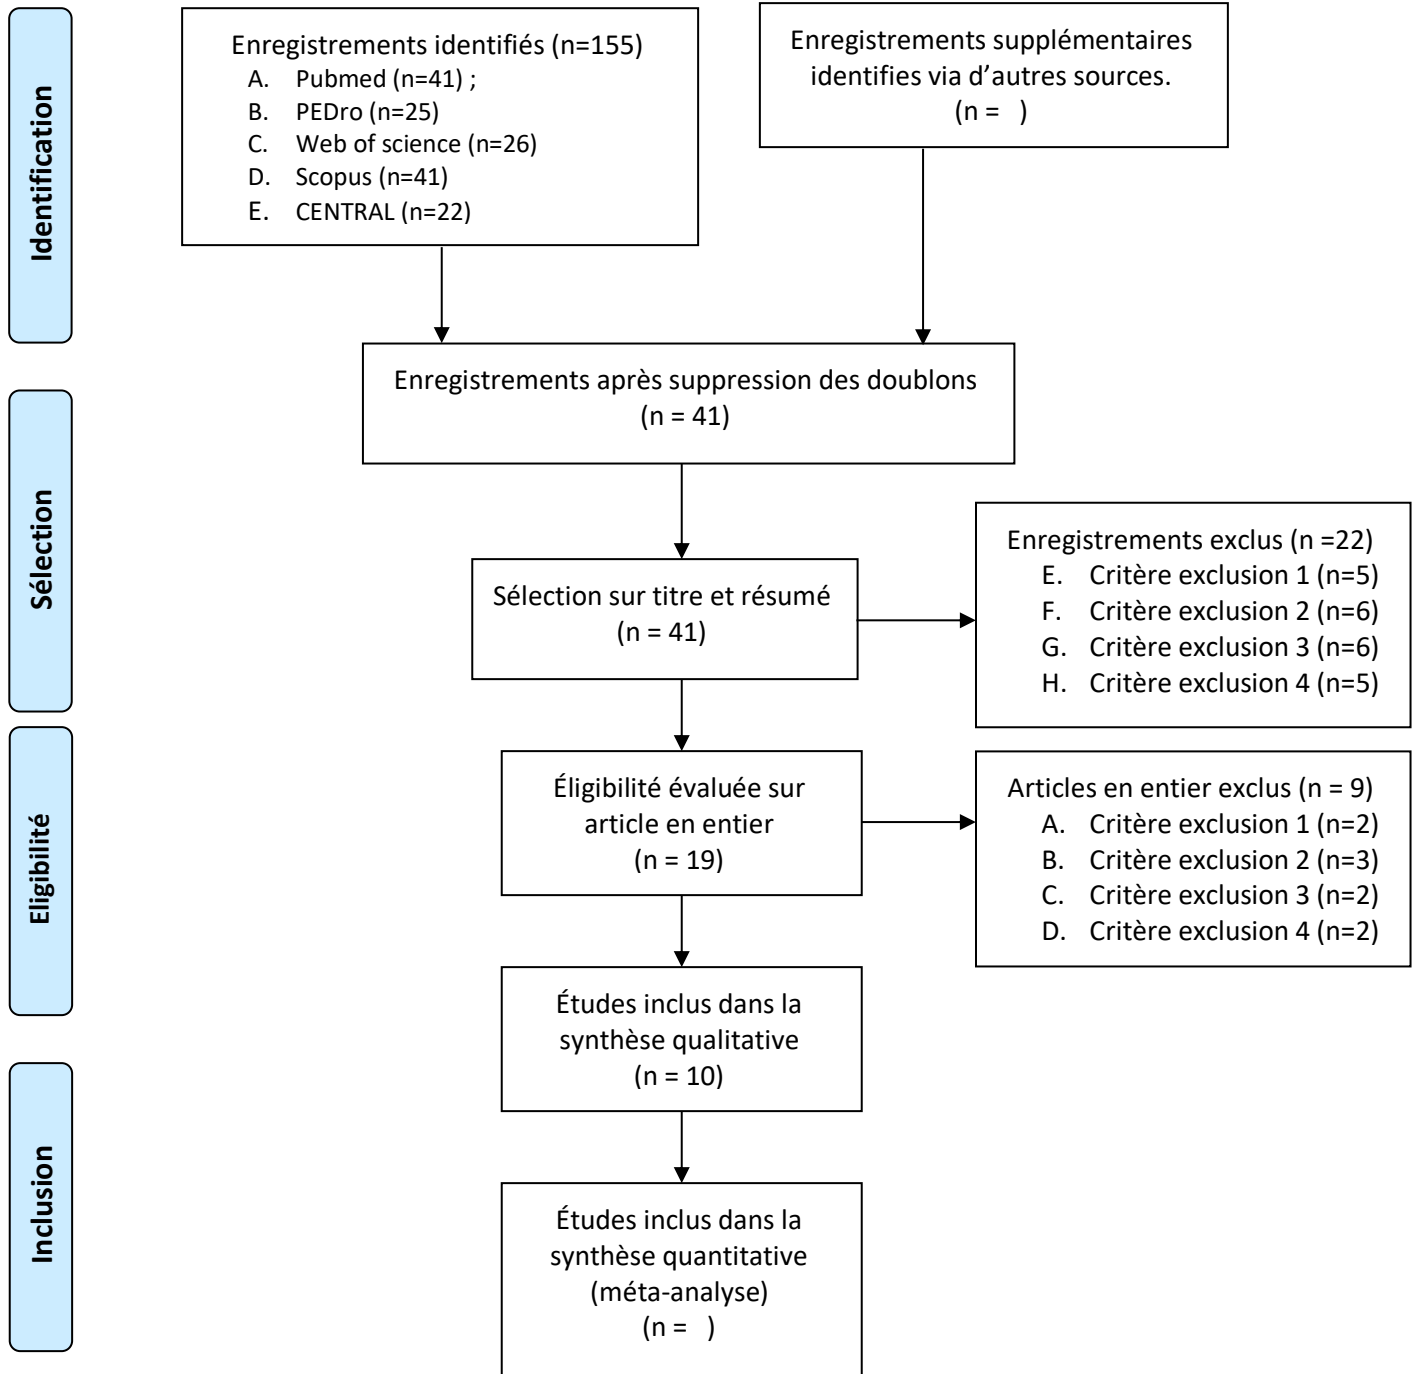 Identification
Enregistrements identifiés (n=155)
A. Pubmed (n=41) ;
B. PEDro (n=25)
C. Web of science (n=26)
D. Scopus (n=41)
E. CENTRAL (n=22)
Enregistrements supplémentaires
identifies via d’autres sources.
(n =   )
Enregistrements après suppression des doublons
(n = 41)
Sélection
Sélection sur titre et résumé
(n = 41)
Enregistrements exclus (n =22)
E. Critère exclusion 1 (n=5)
F. Critère exclusion 2 (n=6)
G. Critère exclusion 3 (n=6)
H. Critère exclusion 4 (n=5)
Eligibilité
Éligibilité évaluée sur
article en entier
(n = 19)
Articles en entier exclus (n = 9)
A. Critère exclusion 1 (n=2)
B. Critère exclusion 2 (n=3)
C. Critère exclusion 3 (n=2)
D. Critère exclusion 4 (n=2)
Études inclus dans la
synthèse qualitative
(n = 10)
Inclusion
Études inclus dans la
synthèse quantitative
(méta-analyse)
(n =   )